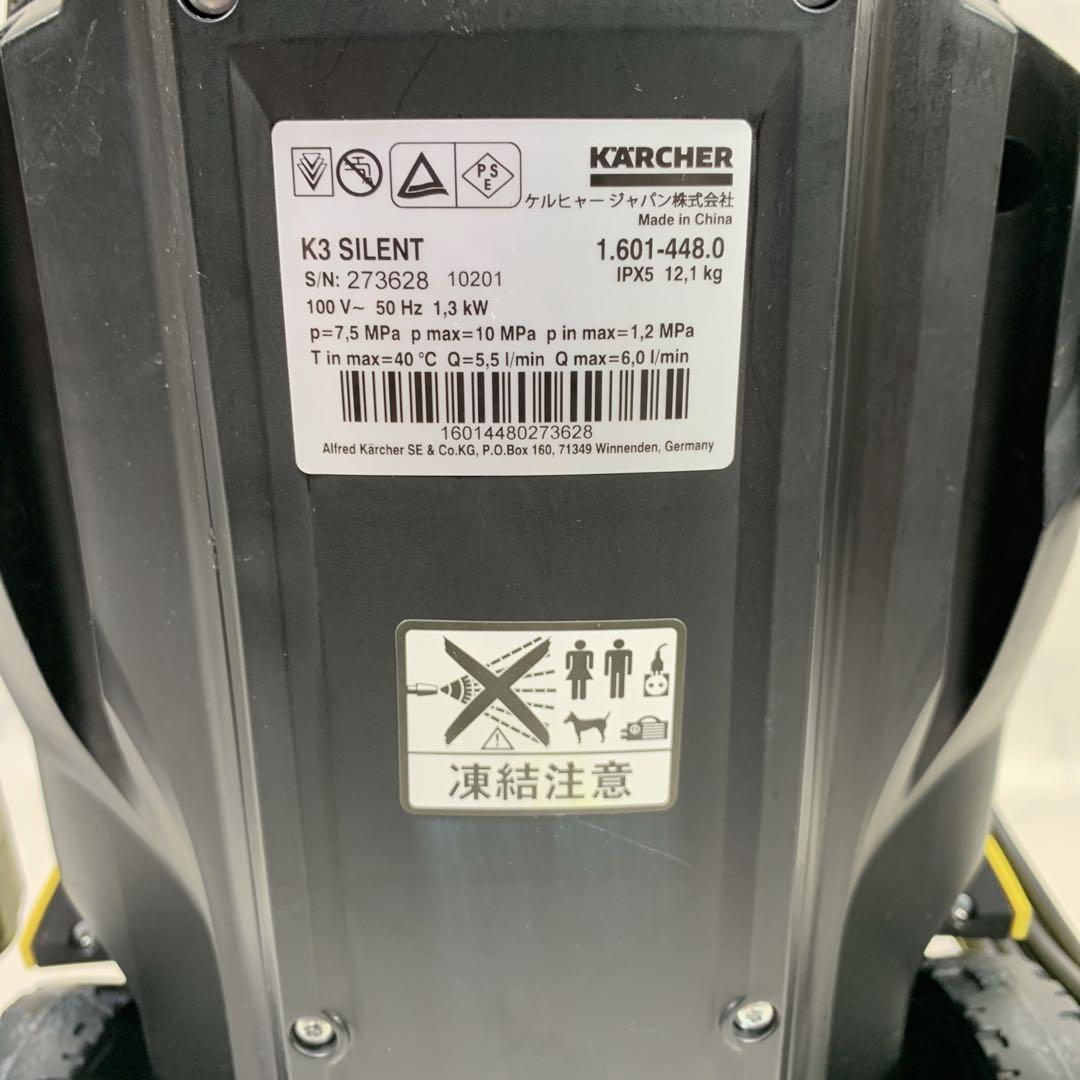 PSE
KÄRCHER
ケルヒャー ジャパン株式会社
Made in China
K3 SILENT 1.601-448.0
S/N: 273628 10201 IPX5 12,1 kg
100 V~ 50 Hz 1,3 kW
p=7,5 MPa p max=10 MPa p in max=1,2 MPa
T in max=40 °C Q=5,5 l/min Q max=6,0 l/min
16014480273628
Alfred Kärcher SE & Co.KG, P.O.Box 160, 71349 Winnenden, Germany
凍結注意